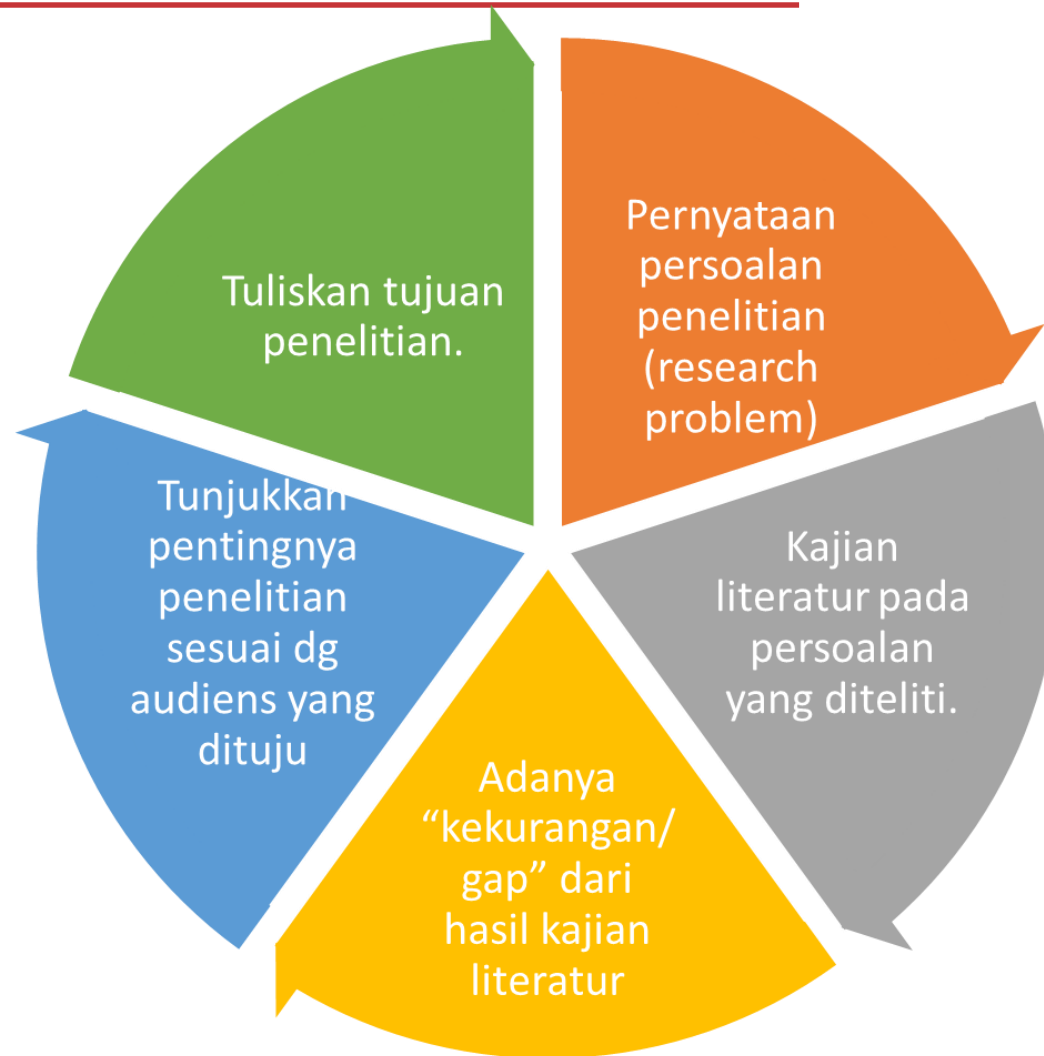 Pernyataan
persoalan
penelitian
(research
problem)
Kajian
literatur pada
persoalan
yang diteliti.
Adanya
“kekurangan/
gap” dari
hasil kajian
literatur
Tunjukkan
pentingnya
penelitian
sesuai dg
audiens yang
dituju
Tuliskan tujuan
penelitian.